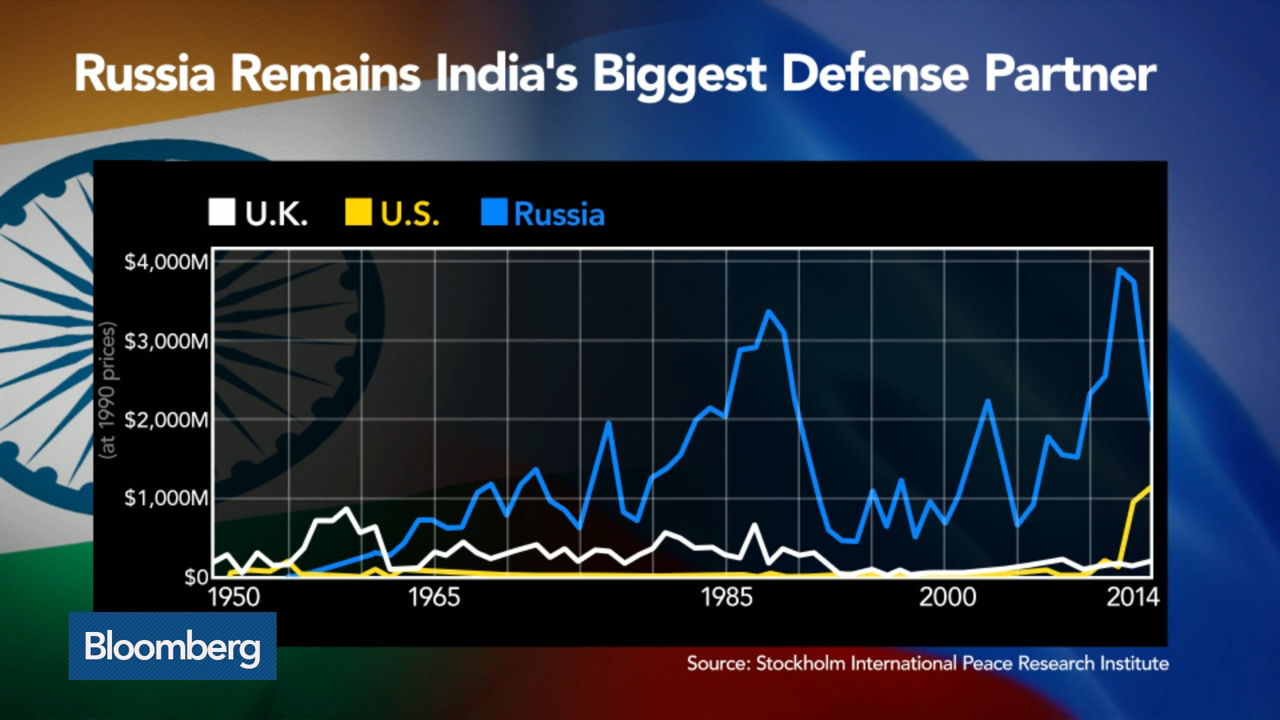 Russia Remains India's Biggest Defense Partner
U.K. U.S. Russia
$4,000M
$3,000M
$2,000M
$1,000M
$0
(at 1990 prices)
1950 1965 1985 2000 2014
Bloomberg
Source: Stockholm International Peace Research Institute